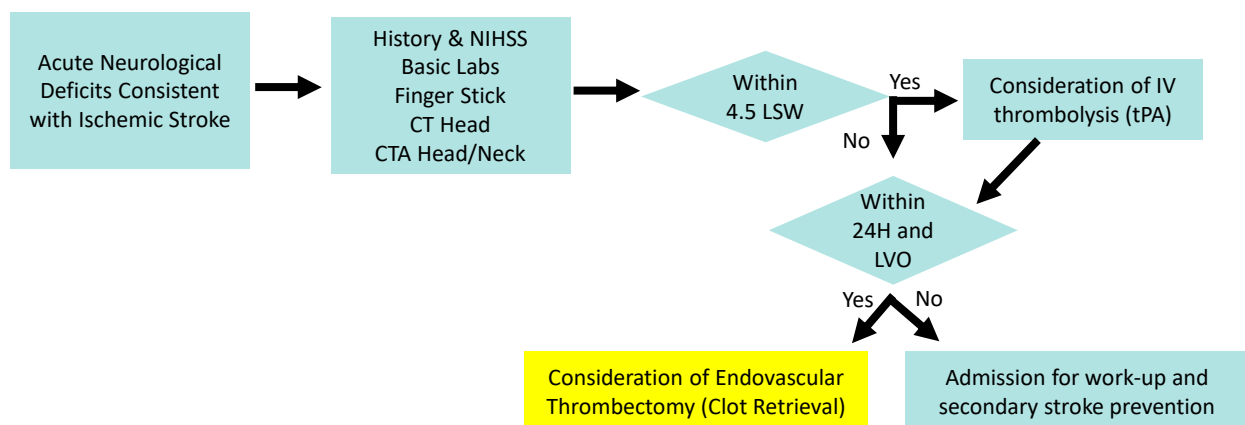 Acute Neurological
Deficits Consistent
with Ischemic Stroke
History & NIHSS
Basic Labs
Finger Stick
CT Head
CTA Head/Neck
Within
4.5 LSW
Yes
No
Consideration of IV
thrombolysis (tPA)
Within
24H and
LVO
Yes
No
Consideration of Endovascular
Thrombectomy (Clot Retrieval)
Admission for work-up and
secondary stroke prevention